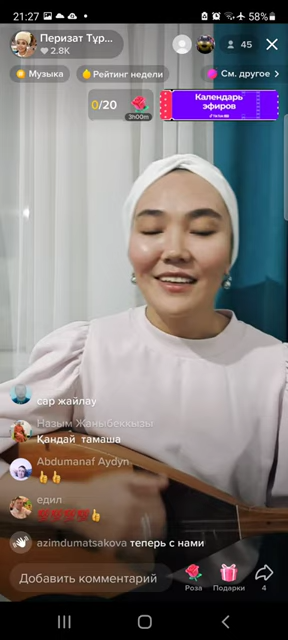 21:27
58%
Перизат Тұр...
2.8K
45
Музыка
Рейтинг недели
См. другое
0/20
3h00m
Календарь
эфиров
сар жайлау
Назым Жаныбеккызы
Қандай тамаша
Abdumanaf Aydyn
едил
azimdumatsakova теперь с нами
Добавить комментарий
Роза
Подарки
4